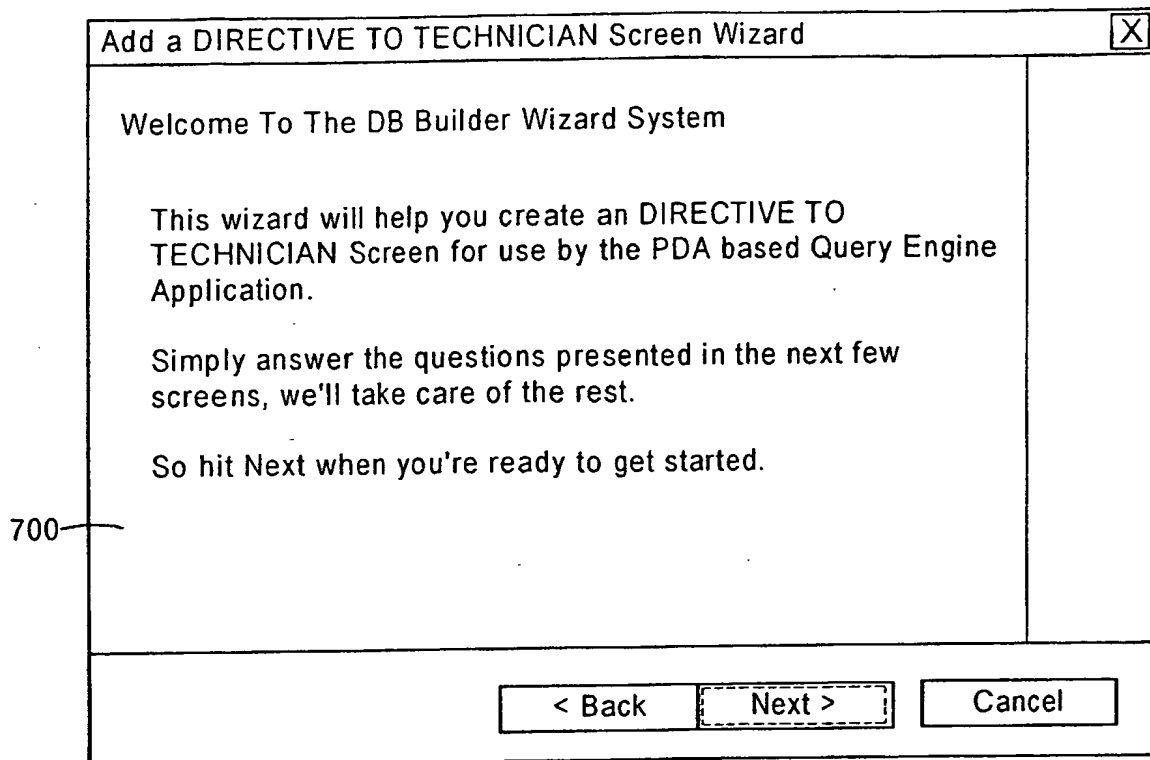 Add a DIRECTIVE TO TECHNICIAN Screen Wizard X
Welcome To The DB Builder Wizard System
This wizard will help you create an DIRECTIVE TO
TECHNICIAN Screen for use by the PDA based Query Engine
Application.
Simply answer the questions presented in the next few
screens, we'll take care of the rest.
So hit Next when you're ready to get started.
700
< Back Next > Cancel